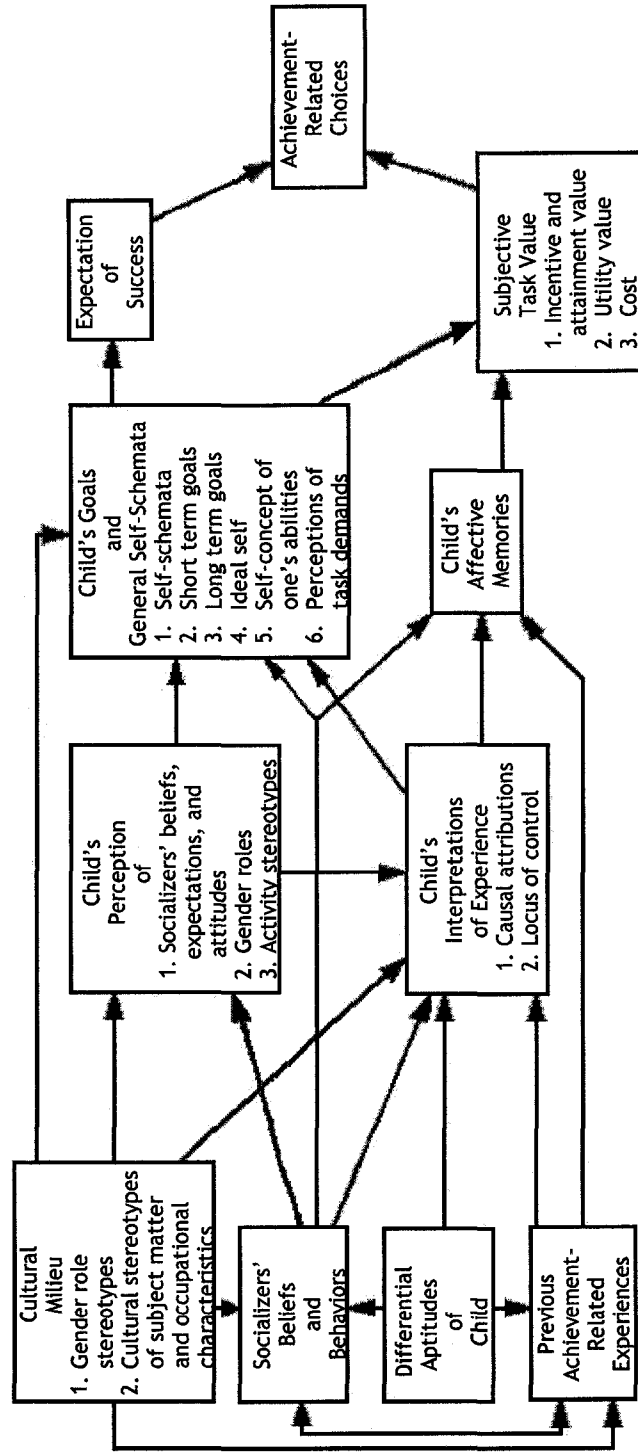 Cultural
Milieu
1. Gender role
stereotypes
2. Cultural stereotypes
of subject matter
and occupational
characteristics
Socializers'
Beliefs
and
Behaviors
Differential
Aptitudes
of
Child
Previous
Achievement-
Related
Experiences
Child's
Perception
of
1. Socializers' beliefs,
expectations, and
attitudes
2. Gender roles
3. Activity stereotypes
Child's
Interpretations
of Experience
1. Causal attributions
2. Locus of control
Child's Goals
and
General Self-Schemata
1. Self-schemata
2. Short term goals
3. Long term goals
4. Ideal self
5. Self-concept of
one's abilities
6. Perceptions of
task demands
Child's
Affective
Memories
Expectation
of
Success
Subjective
Task Value
1. Incentive and
attainment value
2. Utility value
3. Cost
Achievement-
Related
Choices